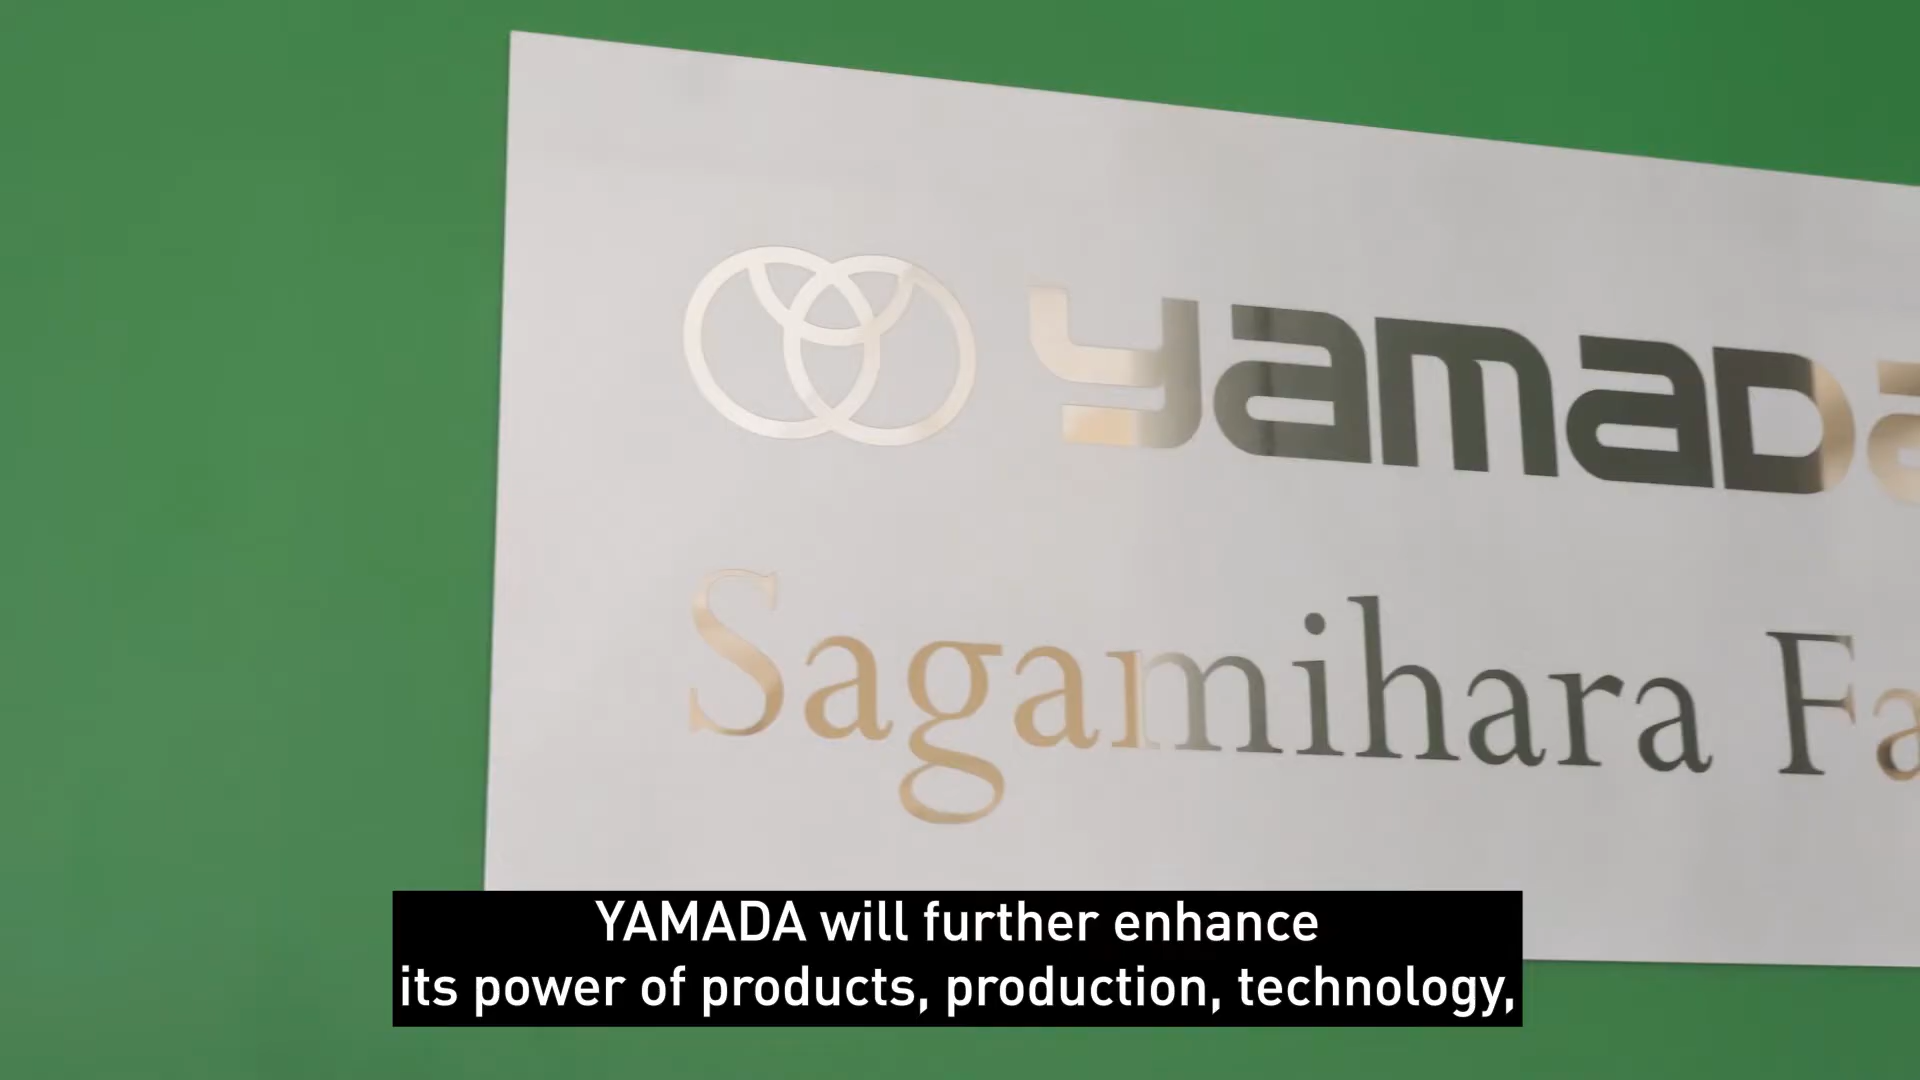 yamaDa
Sagamihara Fa
YAMADA will further enhance
its power of products, production, technology,